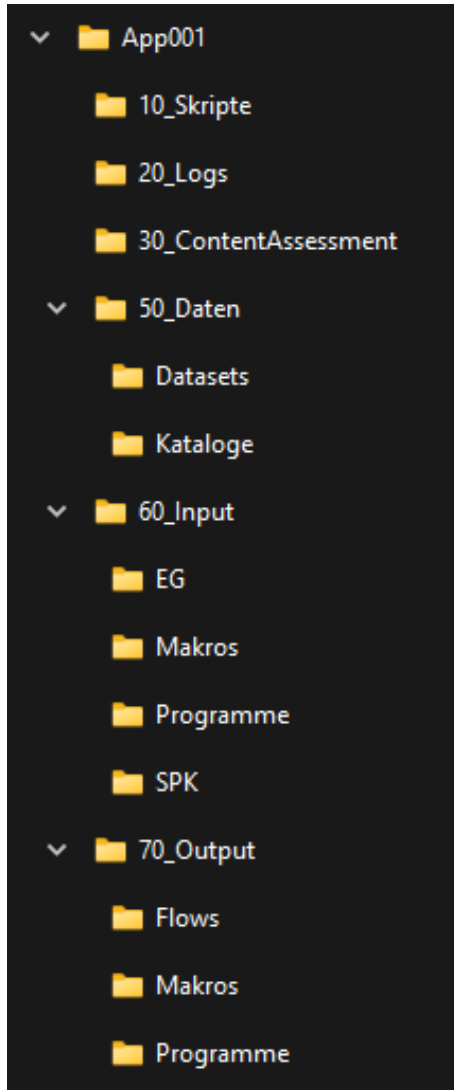 App001
10_Skripte
20_Logs
30_ContentAssessment
50_Daten
Datasets
Kataloge
60_Input
EG
Makros
Programme
SPK
70_Output
Flows
Makros
Programme